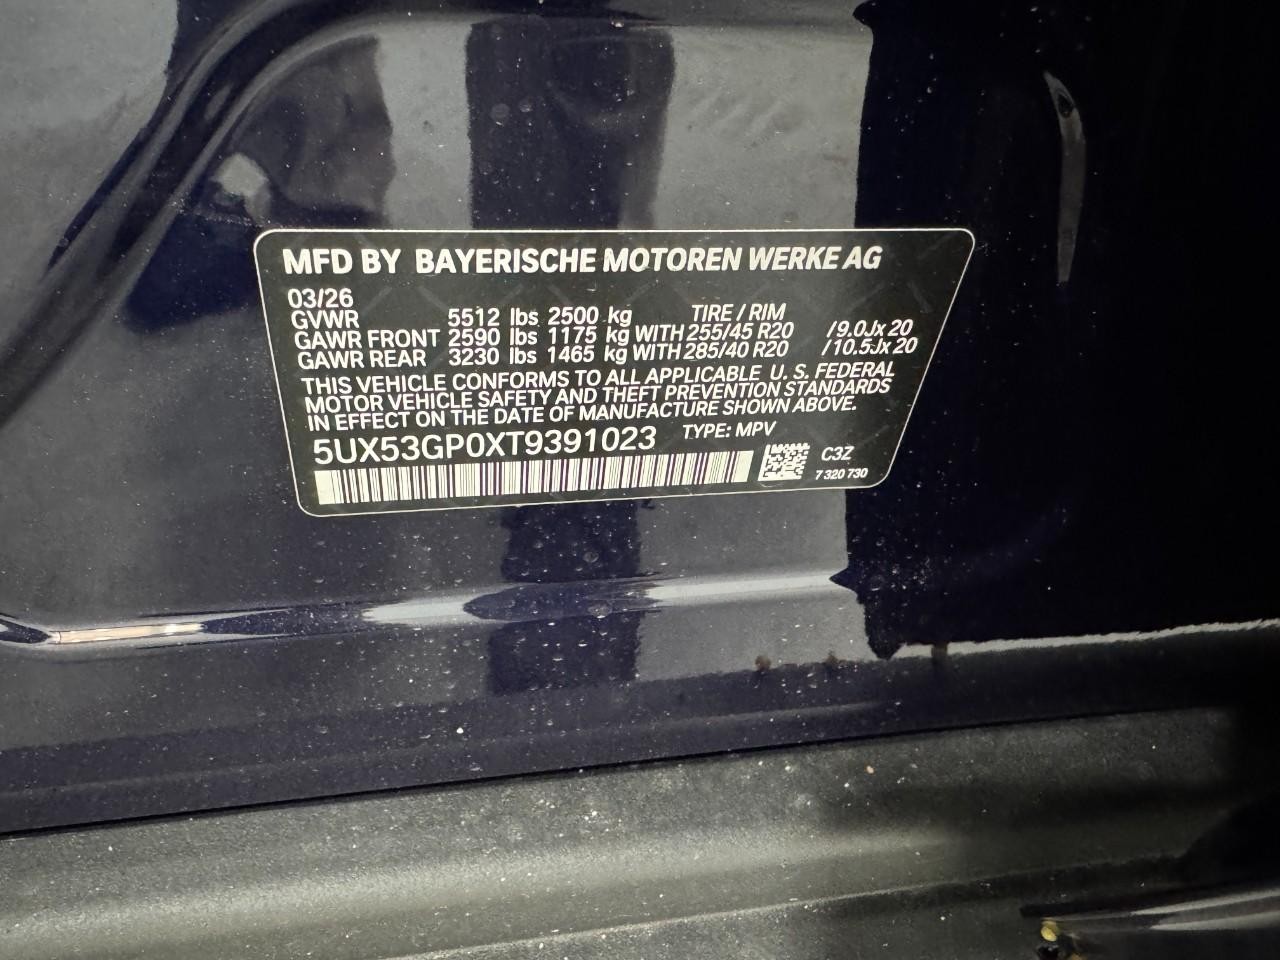 MFD BY BAYERISCHE MOTOREN WERKE AG
03/26
GVWR 5512 lbs 2500 kg TIRE / RIM
GAWR FRONT 2590 lbs 1175 kg WITH 255/45 R20 /9.0Jx 20
GAWR REAR 3230 lbs 1465 kg WITH 285/40 R20 /10.5Jx 20
THIS VEHICLE CONFORMS TO ALL APPLICABLE U. S. FEDERAL
MOTOR VEHICLE SAFETY AND THEFT PREVENTION STANDARDS
IN EFFECT ON THE DATE OF MANUFACTURE SHOWN ABOVE.
5UX53GP0XT9391023 TYPE: MPV
C3Z
7 320 730